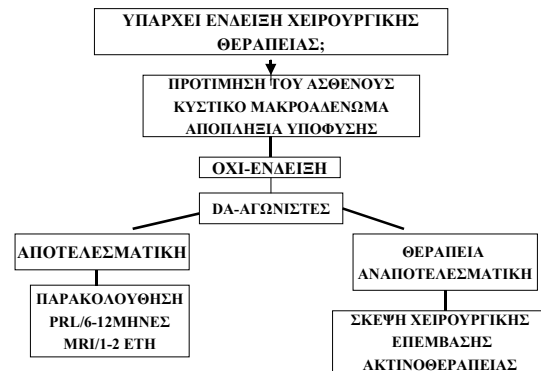 ΥΠΑΡΧΕΙ ΕΝΔΕΙΞΗ ΧΕΙΡΟΥΡΓΙΚΗΣ
ΘΕΡΑΠΕΙΑΣ;
ΠΡΟΤΙΜΗΣΗ ΤΟΥ ΑΣΘΕΝΟΥΣ
ΚΥΣΤΙΚΟ ΜΑΚΡΟΑΔΕΝΩΜΑ
ΑΠΟΠΛΗΞΙΑ ΥΠΟΦΥΣΗΣ
ΟΧΙ-ΕΝΔΕΙΞΗ
DA-ΑΓΩΝΙΣΤΕΣ
ΑΠΟΤΕΛΕΣΜΑΤΙΚΗ
ΠΑΡΑΚΟΛΟΥΘΗΣΗ
PRL/6-12ΜΗΝΕΣ
MRI/1-2 ΕΤΗ
ΘΕΡΑΠΕΙΑ
ΑΝΑΠΟΤΕΛΕΣΜΑΤΙΚΗ
ΣΚΕΨΗ ΧΕΙΡΟΥΡΓΙΚΗΣ
ΕΠΕΜΒΑΣΗΣ
ΑΚΤΙΝΟΘΕΡΑΠΕΙΑΣ